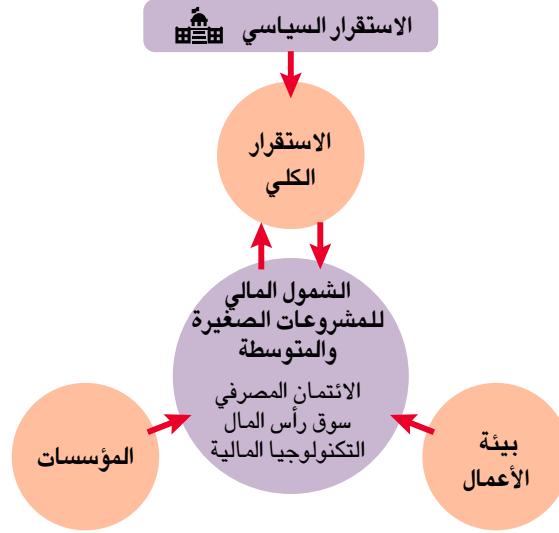 الاستقرار السياسي
الاستقرار
الكلي
الشمول المالي
للمشروعات الصغيرة
والمتوسطة
الائتمان المصرفي
سوق رأس المال
التكنولوجيا المالية
بيئة
الأعمال
المؤسسات